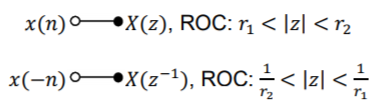 x(n) ○—● X(z), ROC: r₁ < |z| < r₂
x(−n) ○—● X(z⁻¹), ROC: 1/r₂ < |z| < 1/r₁